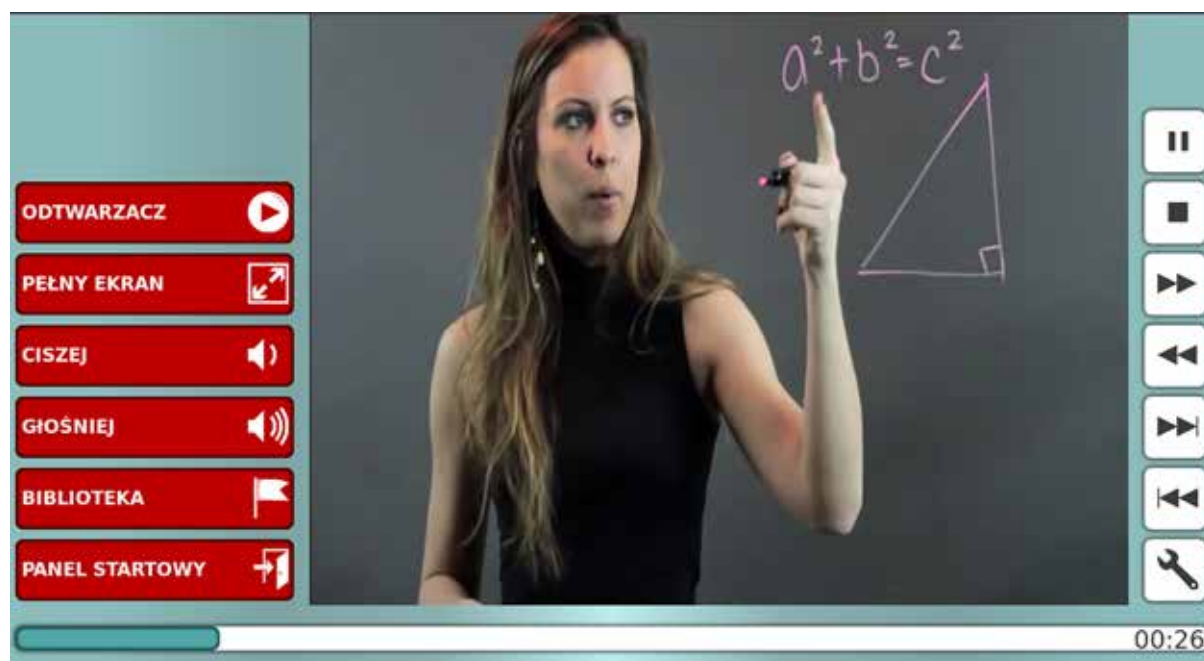 a²+b²=c²
ODTWARZACZ
PEŁNY EKRAN
CISZEJ
GŁOŚNIEJ
BIBLIOTEKA
PANEL STARTOWY
00:26